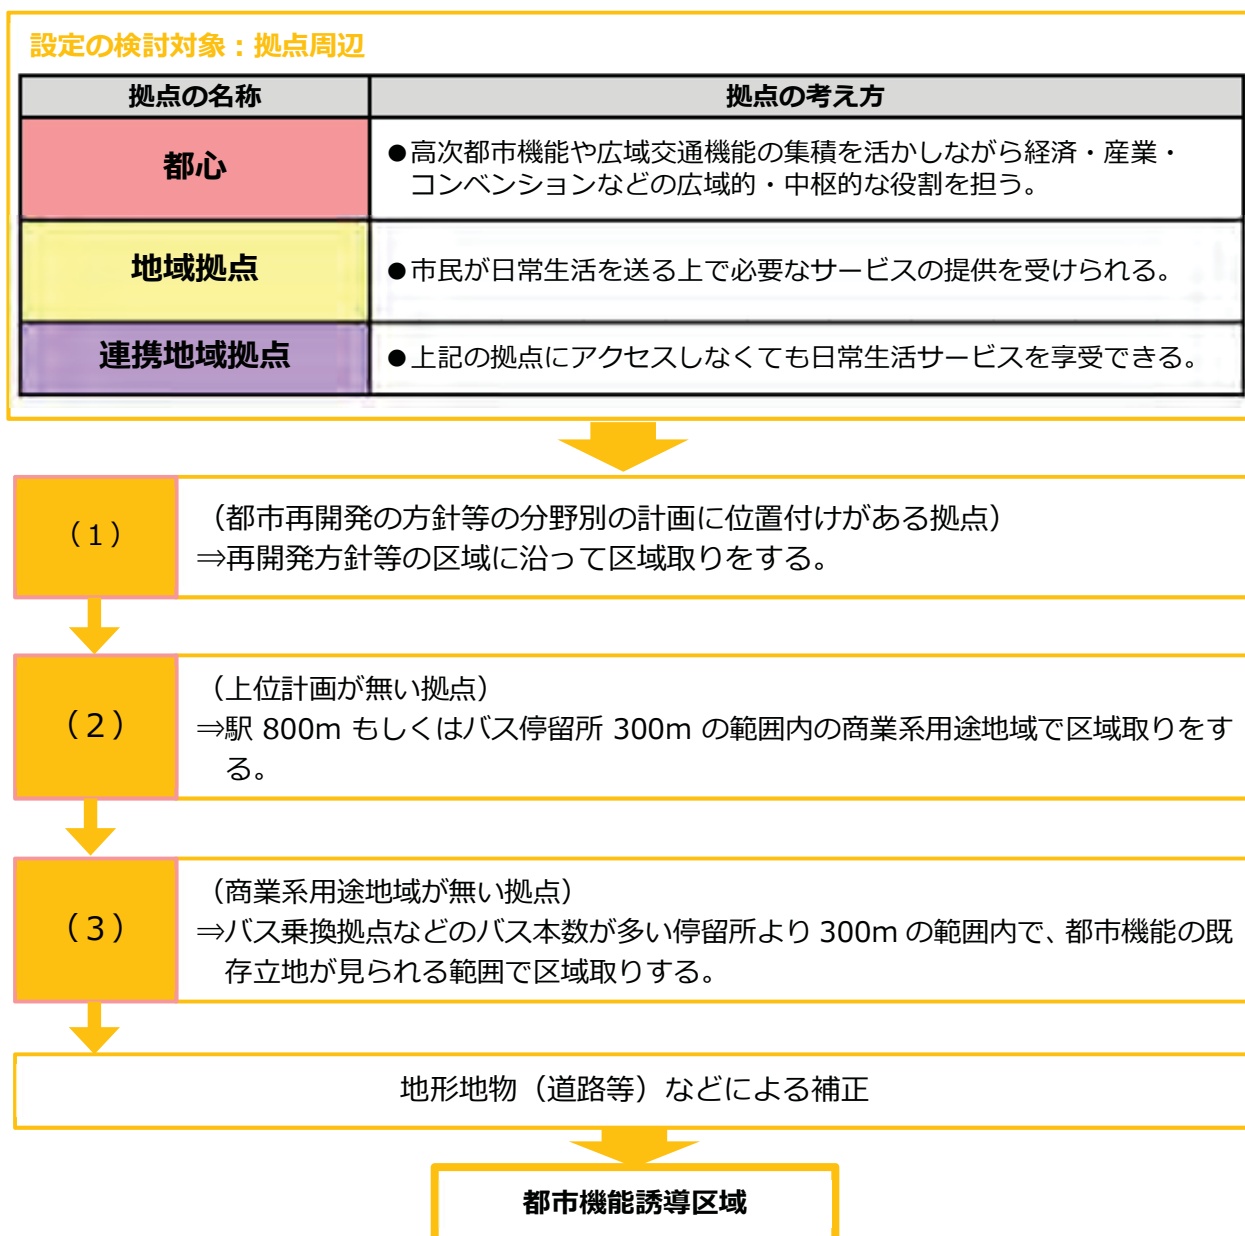 設定の検討対象：拠点周辺
拠点の名称
拠点の考え方
都心
●高次都市機能や広域交通機能の集積を活かしながら経済・産業・
コンベンションなどの広域的・中枢的な役割を担う。
地域拠点
●市民が日常生活を送る上で必要なサービスの提供を受けられる。
連携地域拠点
●上記の拠点にアクセスしなくても日常生活サービスを享受できる。
（１）
（都市再開発の方針等の分野別の計画に位置付けがある拠点）
⇒再開発方針等の区域に沿って区域取りをする。
（２）
（上位計画が無い拠点）
⇒駅 800m もしくはバス停留所 300m の範囲内の商業系用途地域で区域取りをす
る。
（３）
（商業系用途地域が無い拠点）
⇒バス乗換拠点などのバス本数が多い停留所より 300m の範囲内で、都市機能の既
存立地が見られる範囲で区域取りする。
地形地物（道路等）などによる補正
都市機能誘導区域